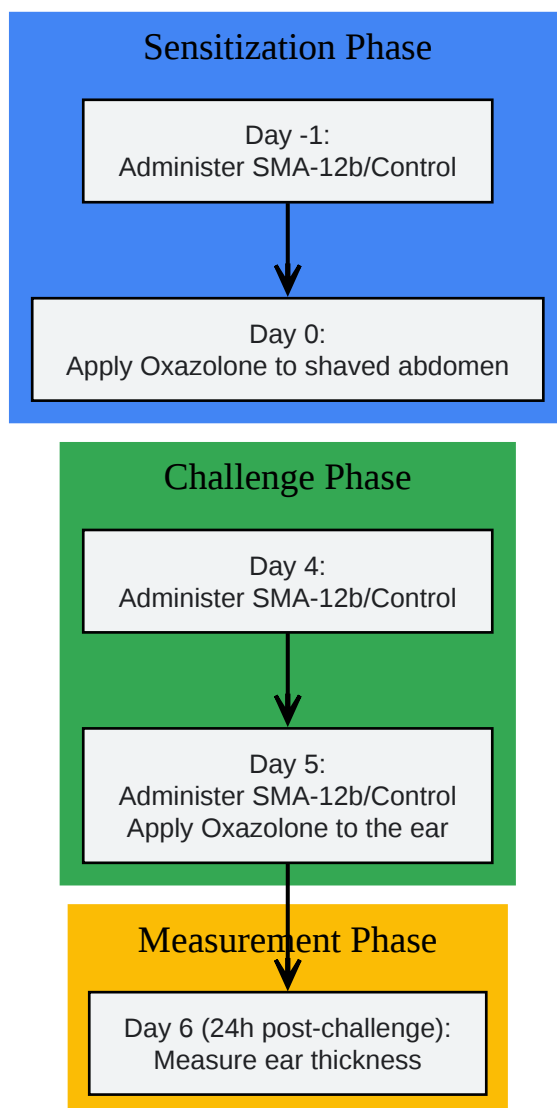 Sensitization Phase
Day -1:
Administer SMA-12b/Control
Day 0:
Apply Oxazolone to shaved abdomen
Challenge Phase
Day 4:
Administer SMA-12b/Control
Day 5:
Administer SMA-12b/Control
Apply Oxazolone to the ear
Measurement Phase
Day 6 (24h post-challenge):
Measure ear thickness